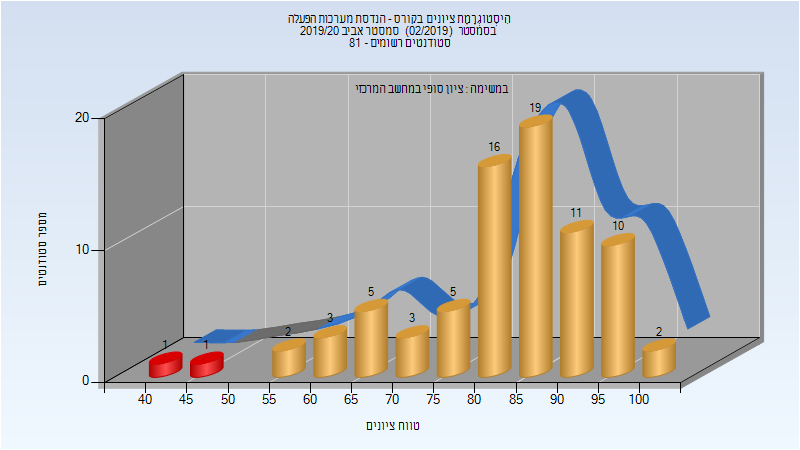 היסטוגרמת ציונים בקורס - הנדסת מערכות הפעלה
בסמסטר (02/2019) סמסטר אביב 2019/20
סטודנטים רשומים - 81
במשימה : ציון סופי במחשב המרכזי
מספר סטודנטים
20
10
0
1
1
2
3
5
3
5
16
19
11
10
2
40 45 50 55 60 65 70 75 80 85 90 95 100
טווח ציונים